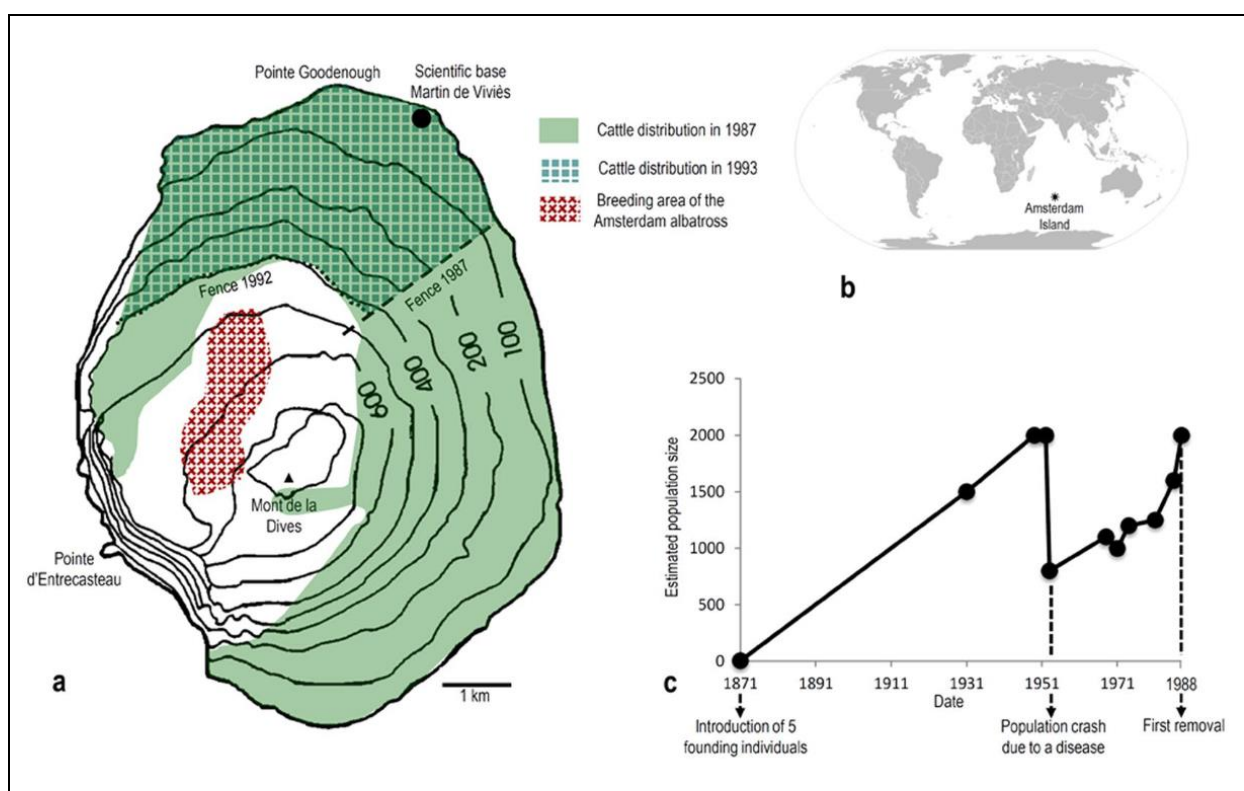 Pointe Goodenough
Scientific base
Martin de Viviès
Cattle distribution in 1987
Cattle distribution in 1993
Breeding area of the
Amsterdam albatross
Fence 1992
Fence 1987
600
400
200
100
Mont de la
Dives
Pointe
d'Entrecasteau
a
1 km
Amsterdam
Island
b
Estimated population size
2500
2000
1500
1000
500
0
1871
1891
1911
1931
1951
1971
1988
Date
c
Introduction of 5
founding individuals
Population crash
due to a disease
First removal